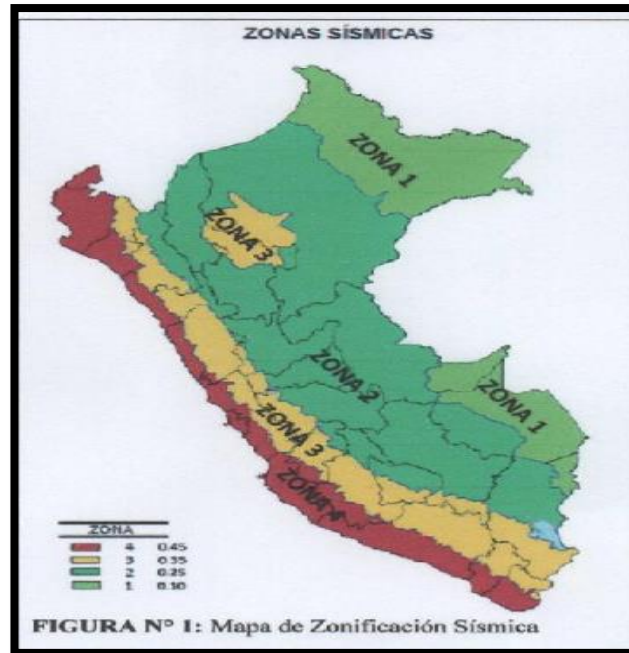 ZONAS SÍSMICAS
ZONA 1
ZONA 3
ZONA 2
ZONA 1
ZONA 3
ZONA 4
ZONA
4 0.45
3 0.35
2 0.25
1 0.10
FIGURA N° 1: Mapa de Zonificación Sísmica